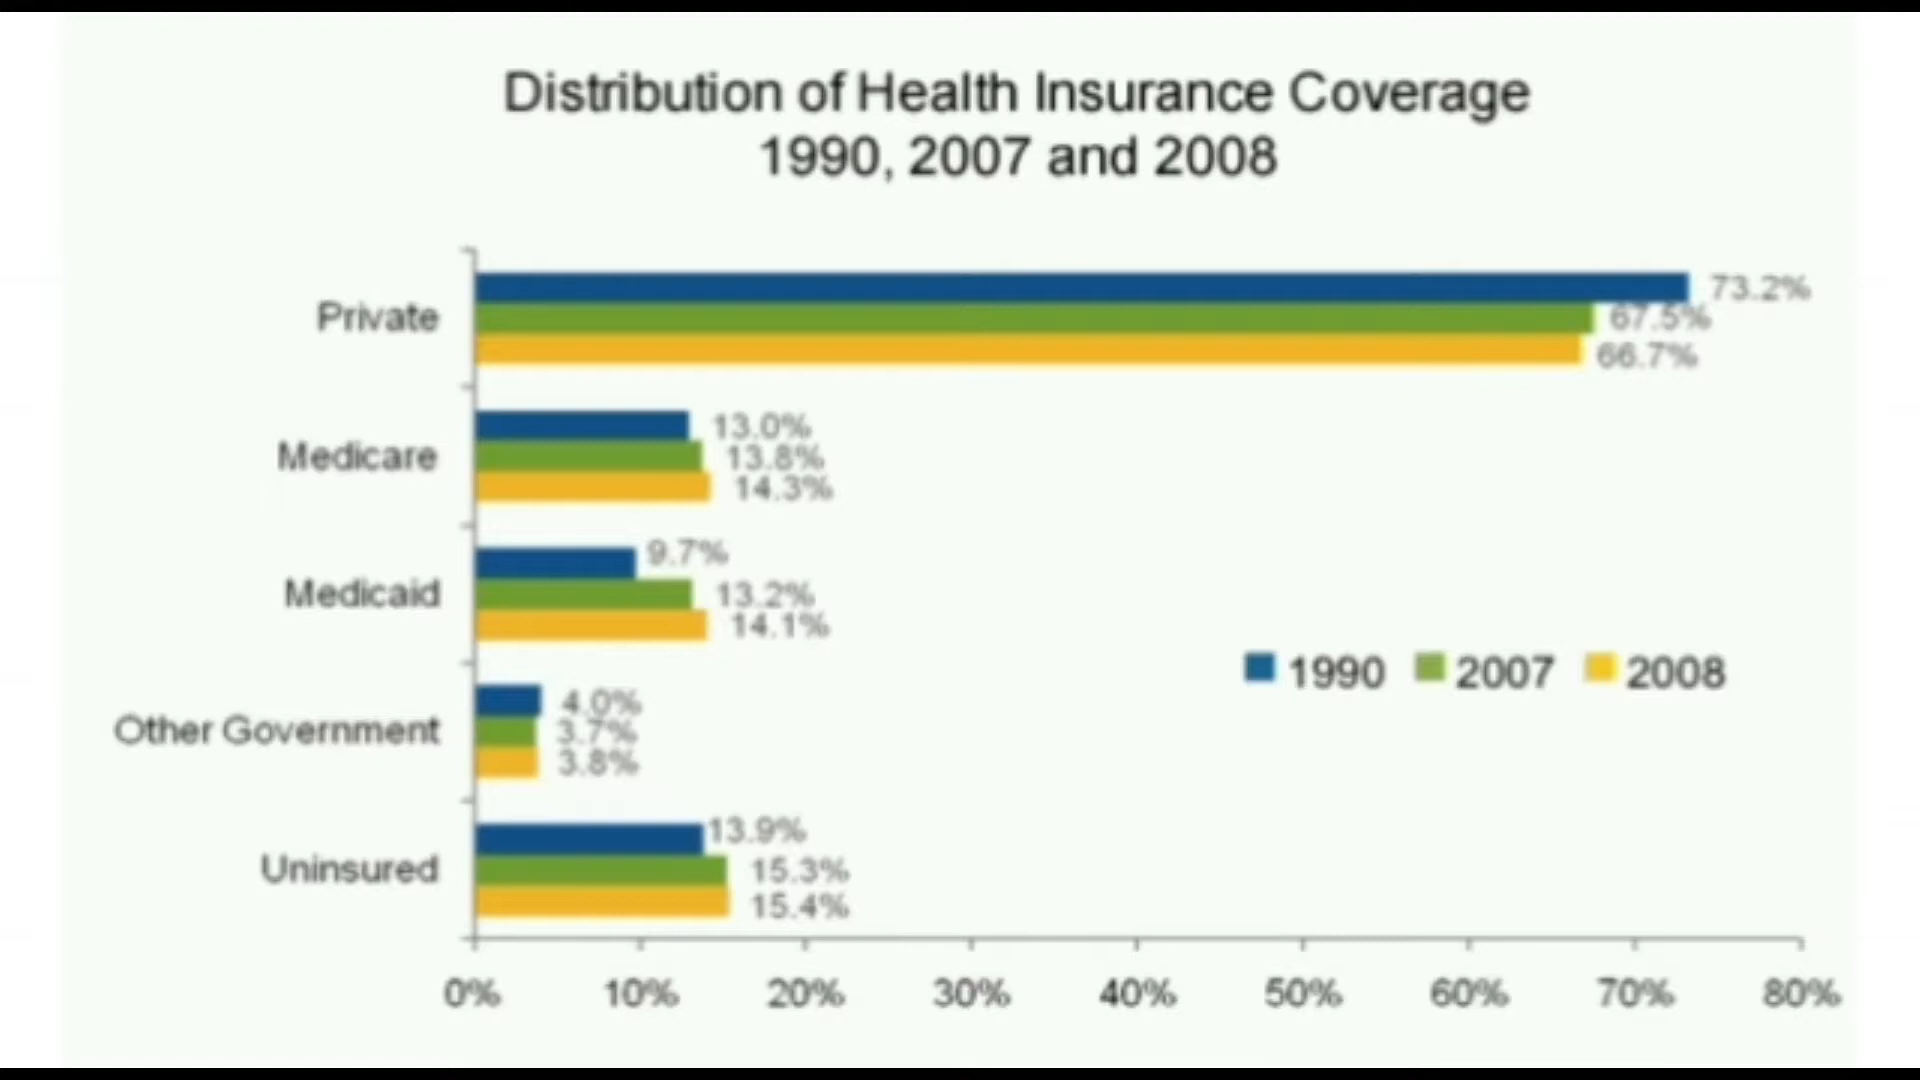 Distribution of Health Insurance Coverage
1990, 2007 and 2008
Private
73.2%
67.5%
66.7%
Medicare
13.0%
13.8%
14.3%
Medicaid
9.7%
13.2%
14.1%
1990 2007 2008
Other Government
4.0%
3.7%
3.8%
Uninsured
13.9%
15.3%
15.4%
0% 10% 20% 30% 40% 50% 60% 70% 80%